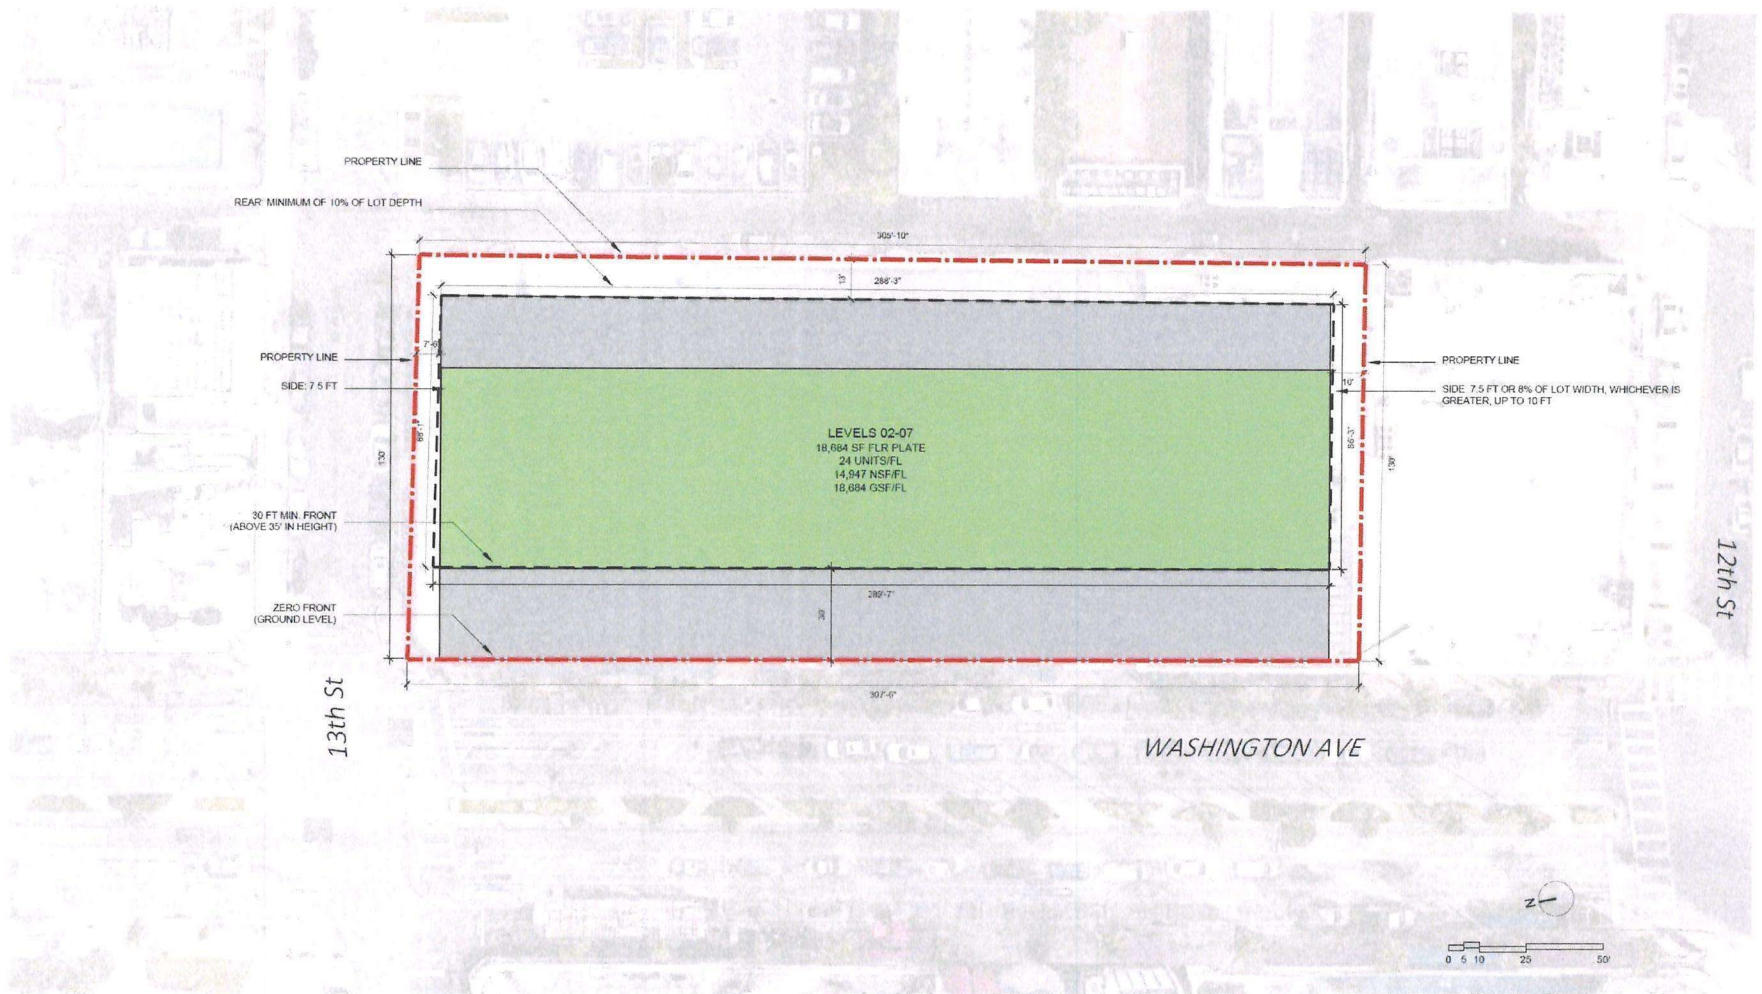 PROPERTY LINE
REAR: MINIMUM OF 10% OF LOT DEPTH
305'-10"
13'
288'-3"
7'-6"
PROPERTY LINE
SIDE: 7.5 FT
10'
PROPERTY LINE
SIDE: 7.5 FT OR 8% OF LOT WIDTH, WHICHEVER IS
GREATER, UP TO 10 FT
LEVELS 02-07
18,684 SF FLR PLATE
24 UNITS/FL
14,947 NSF/FL
18,684 GSF/FL
130'
88'-1"
86'-3"
130'
30 FT MIN. FRONT
(ABOVE 35' IN HEIGHT)
289'-7"
30'
ZERO FRONT
(GROUND LEVEL)
307'-6"
13th St
12th St
WASHINGTON AVE
N
0 5 10 25 50'